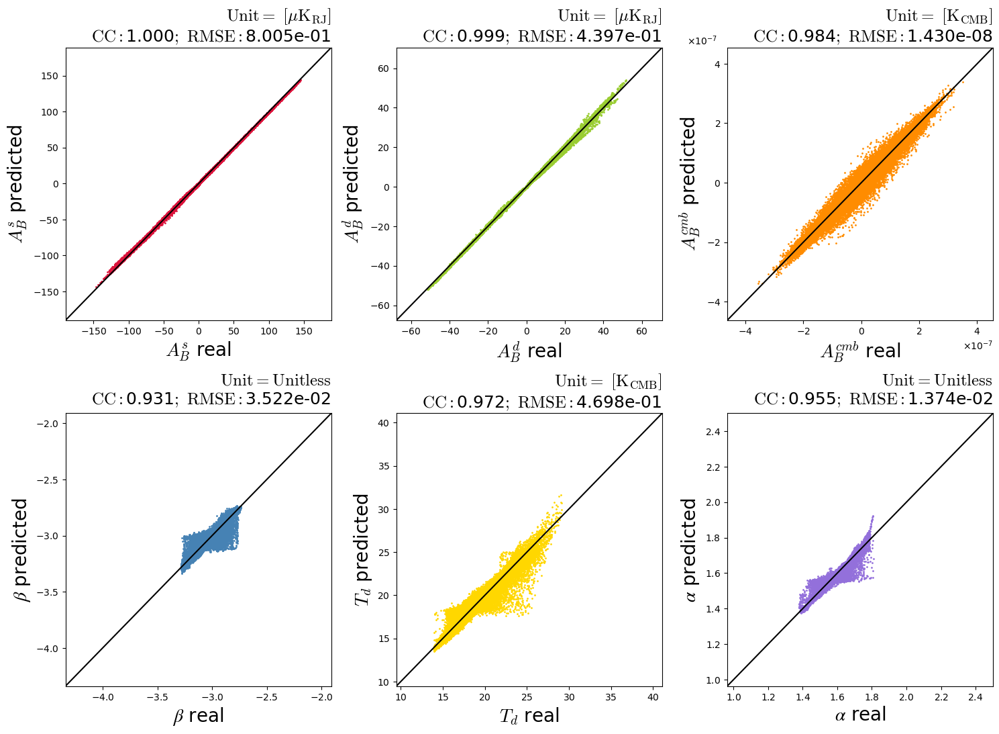 Unit = [μK_RJ]
CC: 1.000; RMSE: 8.005e-01
150
100
50
0
−50
−100
−150
A_B^s predicted
−150 −100 −50 0 50 100 150
A_B^s real
Unit = [μK_RJ]
CC: 0.999; RMSE: 4.397e-01
60
40
20
0
−20
−40
−60
A_B^d predicted
−60 −40 −20 0 20 40 60
A_B^d real
Unit = [K_CMB]
CC: 0.984; RMSE: 1.430e-08
×10^−7
4
2
0
−2
−4
A_B^cmb predicted
−4 −2 0 2 4
×10^−7
A_B^cmb real
Unit = Unitless
CC: 0.931; RMSE: 3.522e-02
−2.0
−2.5
−3.0
−3.5
−4.0
β predicted
−4.0 −3.5 −3.0 −2.5 −2.0
β real
Unit = [K_CMB]
CC: 0.972; RMSE: 4.698e-01
40
35
30
25
20
15
10
T_d predicted
10 15 20 25 30 35 40
T_d real
Unit = Unitless
CC: 0.955; RMSE: 1.374e-02
2.4
2.2
2.0
1.8
1.6
1.4
1.2
1.0
α predicted
1.0 1.2 1.4 1.6 1.8 2.0 2.2 2.4
α real